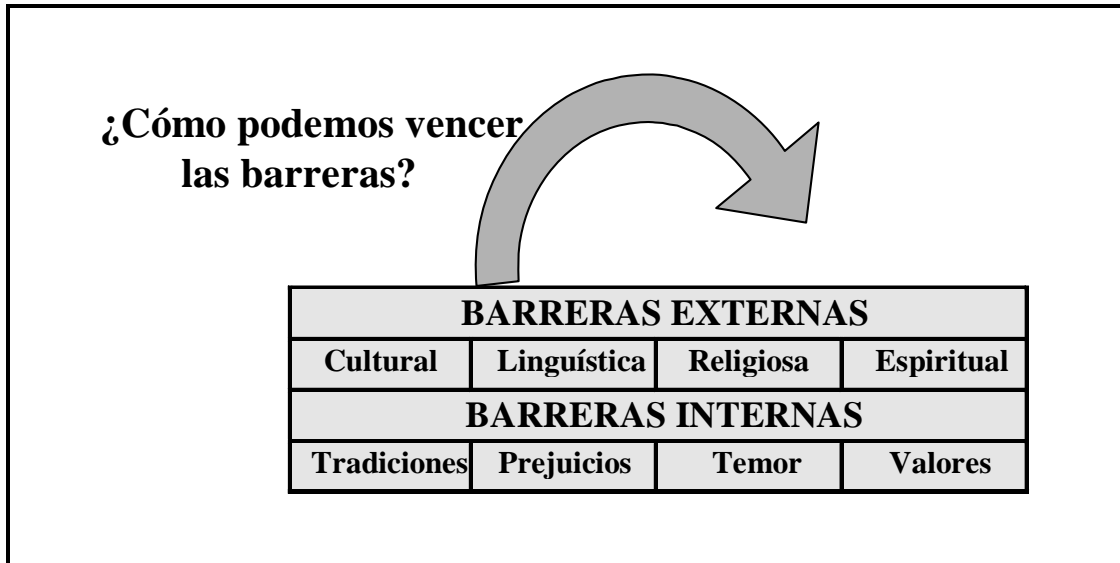 ¿Cómo podemos vencer
las barreras?
BARRERAS EXTERNAS
Cultural Linguística Religiosa Espiritual
BARRERAS INTERNAS
Tradiciones Prejuicios Temor Valores